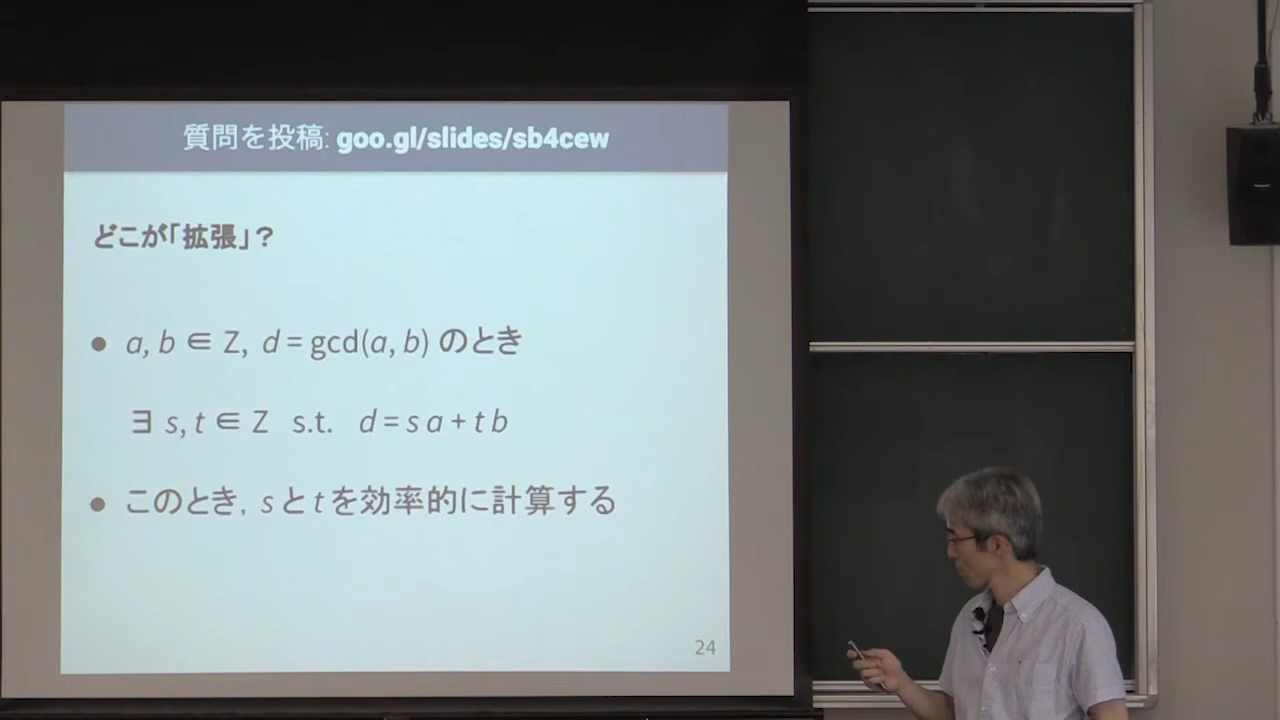 質問を投稿: goo.gl/slides/sb4cew
どこが「拡張」?
● a, b ∈ Z, d = gcd(a, b) のとき
∃ s, t ∈ Z s.t. d = s a + t b
● このとき, s と t を効率的に計算する
24